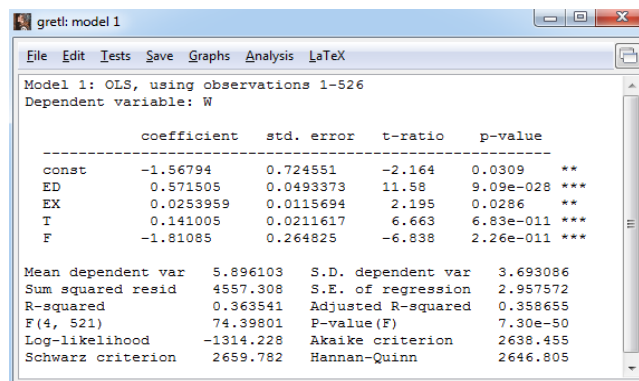 gretl: model 1
File Edit Tests Save Graphs Analysis LaTeX
Model 1: OLS, using observations 1-526
Dependent variable: W
coefficient std. error t-ratio p-value
const -1.56794 0.724551 -2.164 0.0309 **
ED 0.571505 0.0493373 11.58 9.09e-028 ***
EX 0.0253959 0.0115694 2.195 0.0286 **
T 0.141005 0.0211617 6.663 6.83e-011 ***
F -1.81085 0.264825 -6.838 2.26e-011 ***
Mean dependent var 5.896103 S.D. dependent var 3.693086
Sum squared resid 4557.308 S.E. of regression 2.957572
R-squared 0.363541 Adjusted R-squared 0.358655
F(4, 521) 74.39801 P-value(F) 7.30e-50
Log-likelihood -1314.228 Akaike criterion 2638.455
Schwarz criterion 2659.782 Hannan-Quinn 2646.805